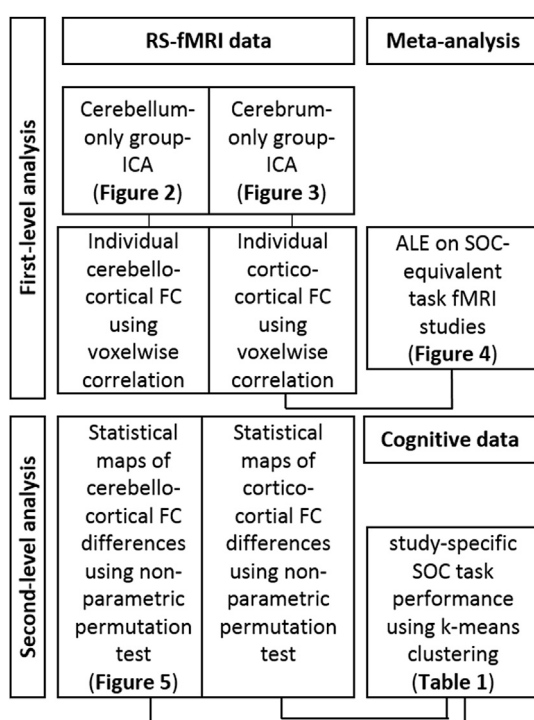 RS-fMRI data
Meta-analysis
First-level analysis
Cerebellum-
only group-
ICA
(Figure 2)
Cerebrum-
only group-
ICA
(Figure 3)
Individual
cerebello-
cortical FC
using
voxelwise
correlation
Individual
cortico-
cortical FC
using
voxelwise
correlation
ALE on SOC-
equivalent
task fMRI
studies
(Figure 4)
Second-level analysis
Statistical
maps of
cerebello-
cortical FC
differences
using non-
parametric
permutation
test
(Figure 5)
Statistical
maps of
cortico-
cortial FC
differences
using non-
parametric
permutation
test
Cognitive data
study-specific
SOC task
performance
using k-means
clustering
(Table 1)